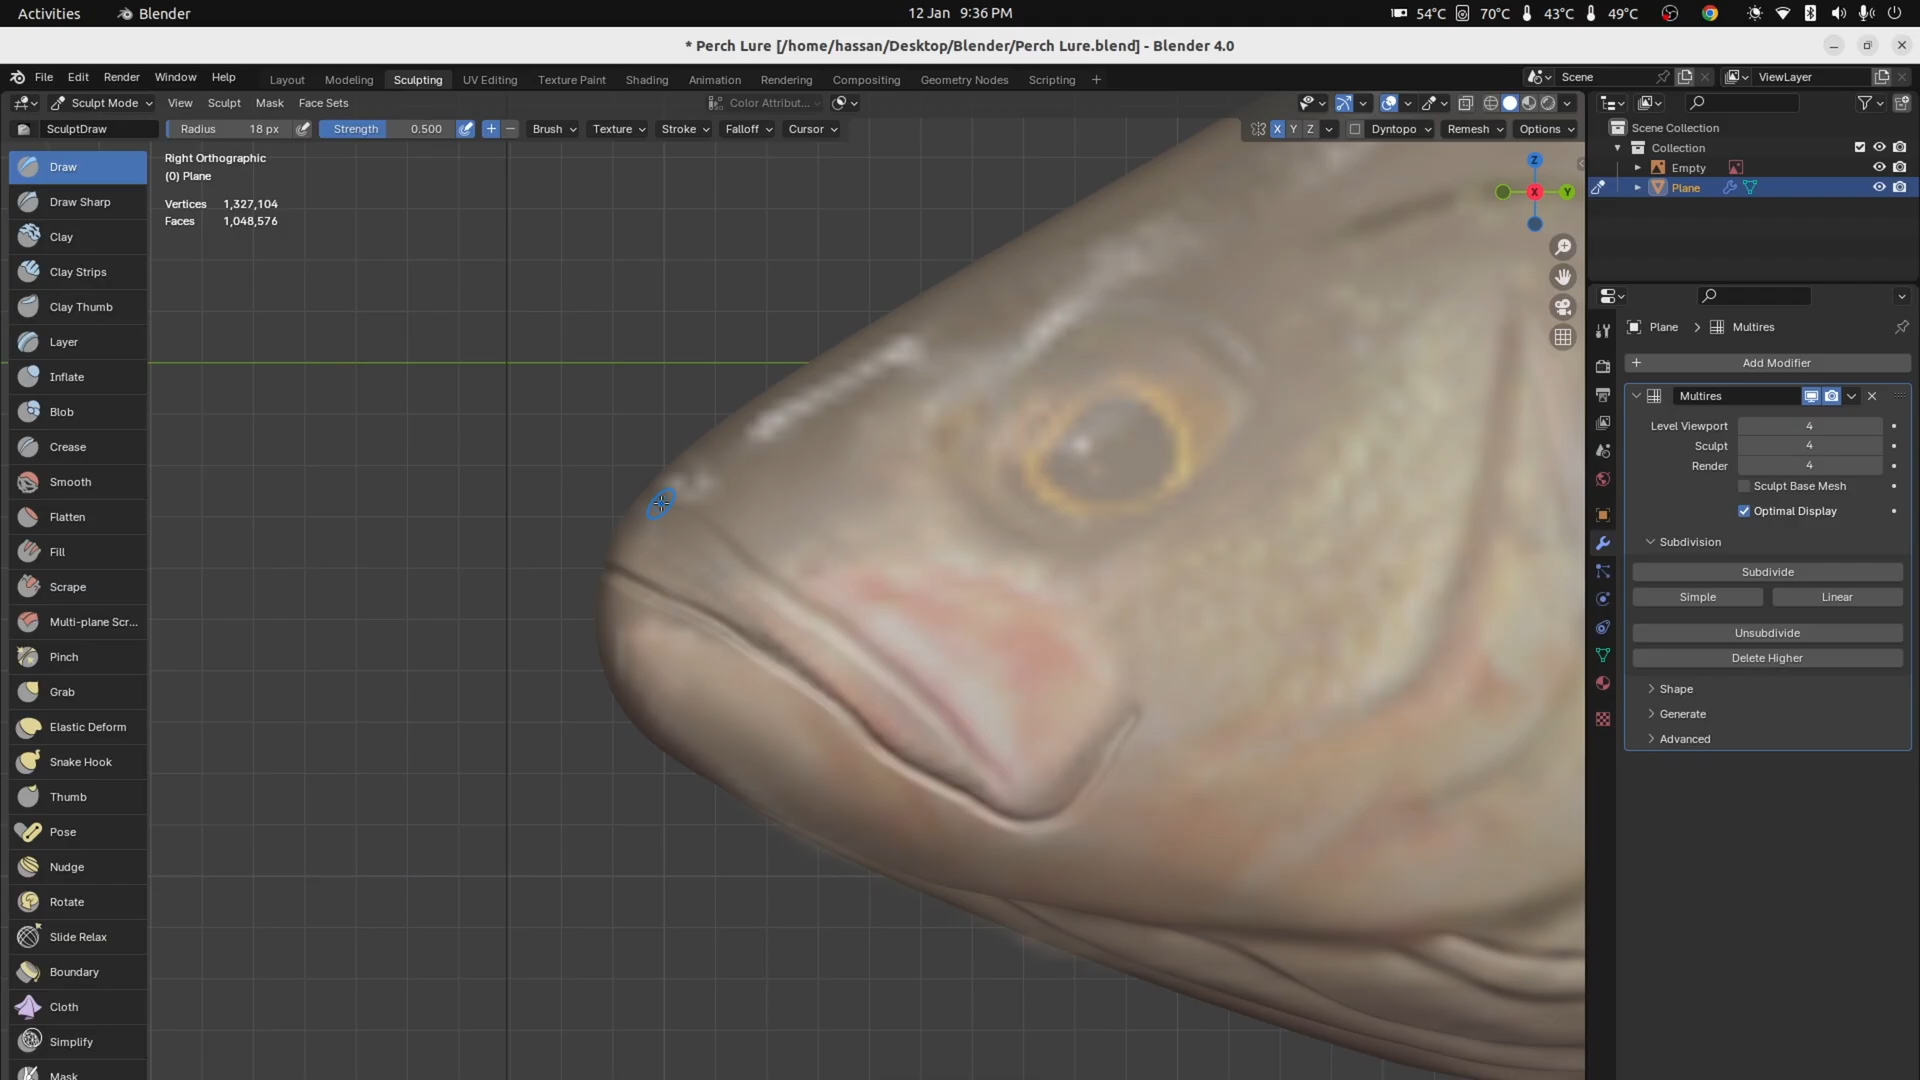 Activities
Blender
12 Jan 9:36 PM
54°C 70°C 43°C 49°C
* Perch Lure [/home/hassan/Desktop/Blender/Perch Lure.blend] - Blender 4.0
File Edit Render Window Help
Layout Modeling Sculpting UV Editing Texture Paint Shading Animation Rendering Compositing Geometry Nodes Scripting +
Scene
ViewLayer
Sculpt Mode View Sculpt Mask Face Sets
Color Attribut...
SculptDraw
Radius 18 px
Strength 0.500
Brush Texture Stroke Falloff Cursor
X Y Z
Dyntopo Remesh Options
Right Orthographic
(0) Plane
Vertices 1,327,104
Faces 1,048,576
Z
X
Y
Draw
Draw Sharp
Clay
Clay Strips
Clay Thumb
Layer
Inflate
Blob
Crease
Smooth
Flatten
Fill
Scrape
Multi-plane Scr...
Pinch
Grab
Elastic Deform
Snake Hook
Thumb
Pose
Nudge
Rotate
Slide Relax
Boundary
Cloth
Simplify
Mask
Scene Collection
Collection
Empty
Plane
Plane > Multires
+ Add Modifier
Multires
Level Viewport 4
Sculpt 4
Render 4
Sculpt Base Mesh
Optimal Display
Subdivision
Subdivide
Simple Linear
Unsubdivide
Delete Higher
Shape
Generate
Advanced